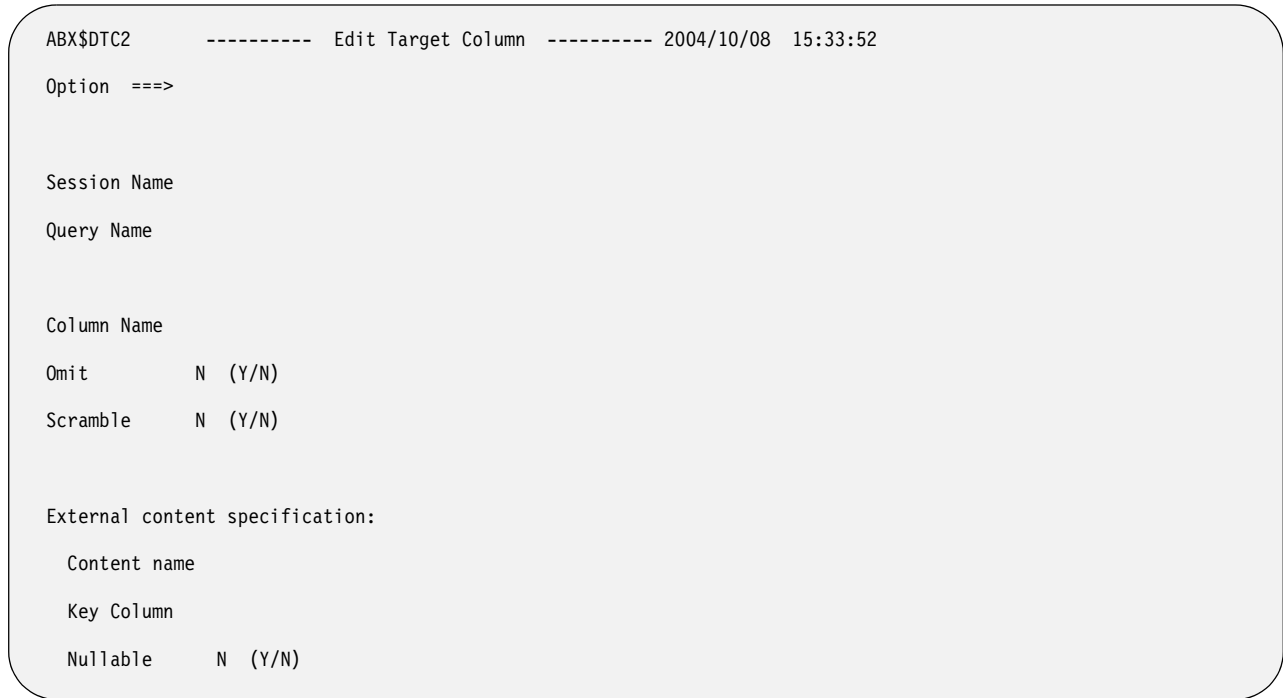 ABX$DTC2 ---------- Edit Target Column ---------- 2004/10/08 15:33:52
Option ===>
Session Name
Query Name
Column Name
Omit N (Y/N)
Scramble N (Y/N)
External content specification:
Content name
Key Column
Nullable N (Y/N)